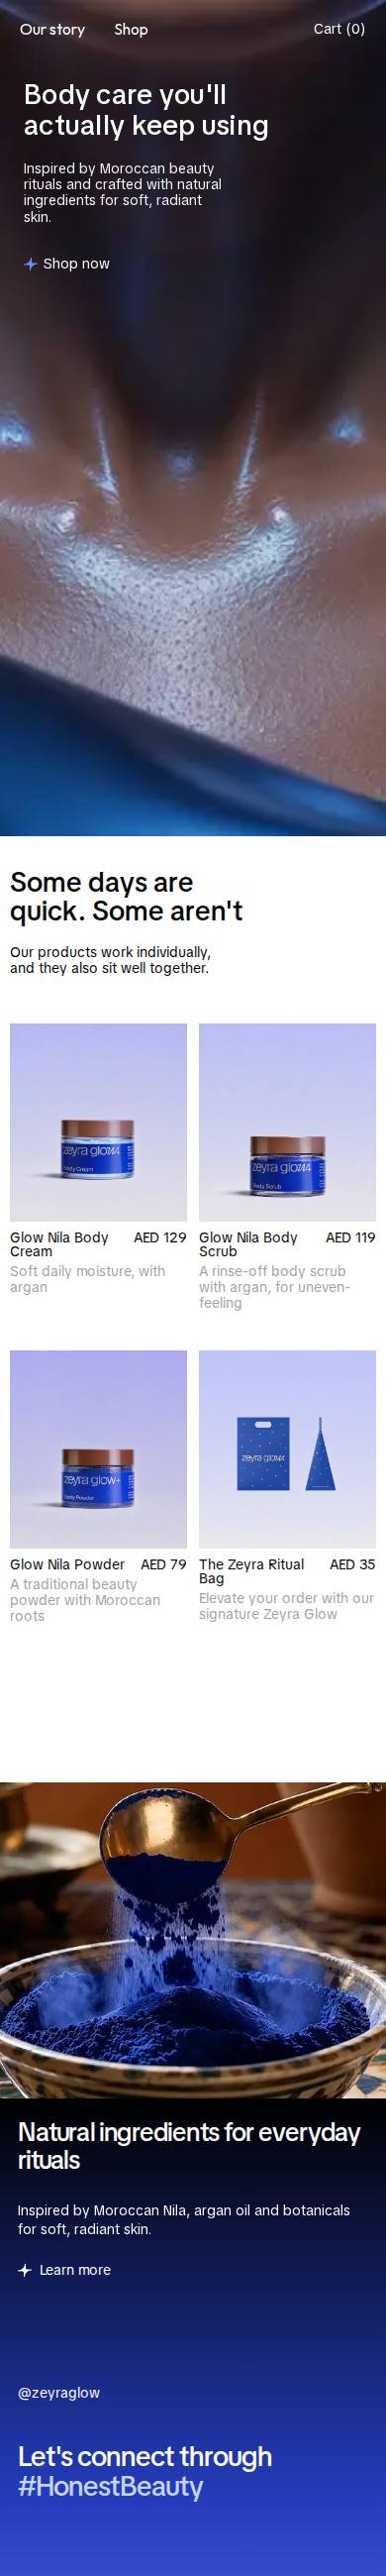 Our story Shop Cart (0)
Body care you'll
actually keep using
Inspired by Moroccan beauty
rituals and crafted with natural
ingredients for soft, radiant
skin.
Shop now
Some days are
quick. Some aren't
Our products work individually,
and they also sit well together.
zeyra glow+
Body Cream
zeyra glow+
Body Scrub
Glow Nila Body AED 129
Cream
Soft daily moisture, with
argan
Glow Nila Body AED 119
Scrub
A rinse-off body scrub
with argan, for uneven-
feeling
zeyra glow+
Body Powder
zeyra glow+
Glow Nila Powder AED 79
A traditional beauty
powder with Moroccan
roots
The Zeyra Ritual AED 35
Bag
Elevate your order with our
signature Zeyra Glow
Natural ingredients for everyday
rituals
Inspired by Moroccan Nila, argan oil and botanicals
for soft, radiant skin.
Learn more
@zeyraglow
Let's connect through
#HonestBeauty